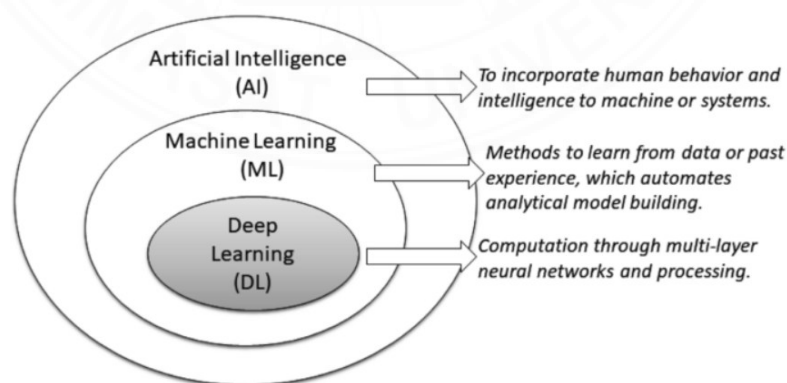 Artificial Intelligence
(AI)
To incorporate human behavior and
intelligence to machine or systems.
Machine Learning
(ML)
Methods to learn from data or past
experience, which automates
analytical model building.
Deep
Learning
(DL)
Computation through multi-layer
neural networks and processing.